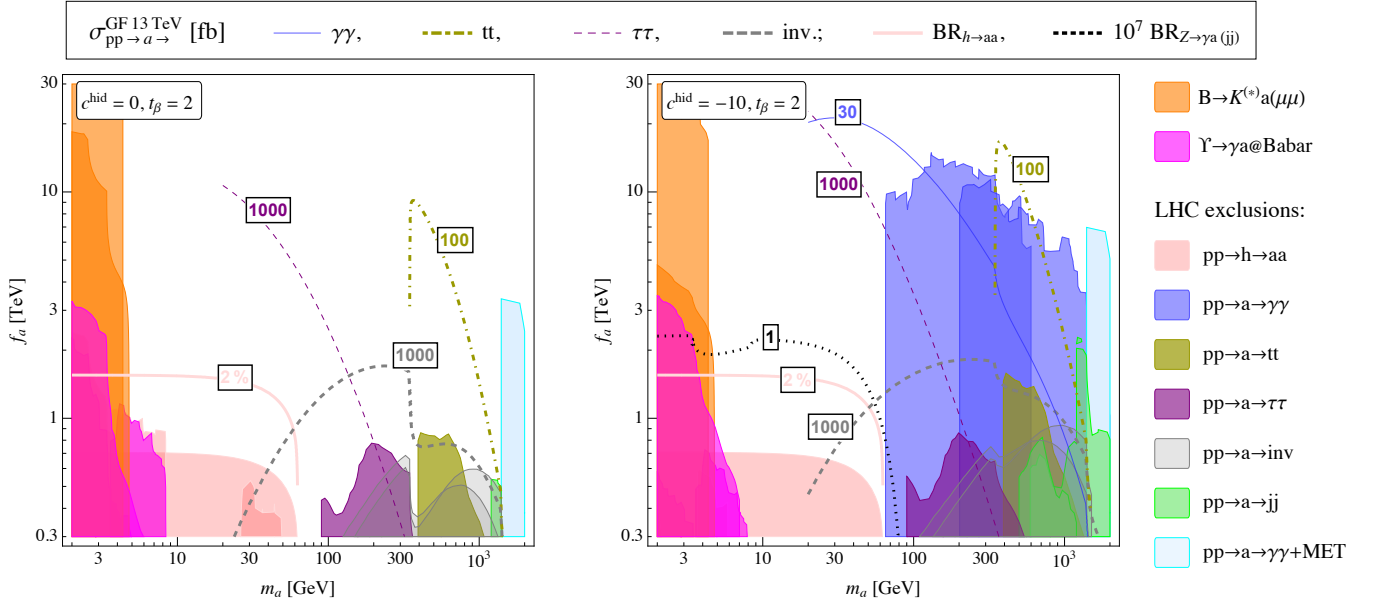 σ^{GF 13 TeV}_{pp→a→} [fb] γγ, tt, ττ, inv.; BR_{h→aa}, 10^7 BR_{Z→γa(jj)}
c^{hid} = 0, t_β = 2
f_a [TeV]
30
10
3
1
0.3
1000
100
1000
2%
3
10
30
100
300
10^3
m_a [GeV]
c^{hid} = −10, t_β = 2
f_a [TeV]
30
10
3
1
0.3
30
1000
100
1
2%
1000
3
10
30
100
300
10^3
m_a [GeV]
B→K^{(*)}a(μμ)
ϒ→γa@Babar
LHC exclusions:
pp→h→aa
pp→a→γγ
pp→a→tt
pp→a→ττ
pp→a→inv
pp→a→jj
pp→a→γγ+MET